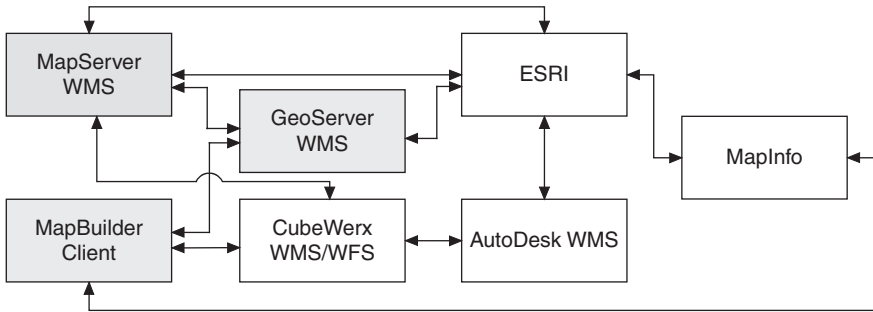 MapServer
WMS
ESRI
GeoServer
WMS
MapInfo
MapBuilder
Client
CubeWerx
WMS/WFS
AutoDesk WMS